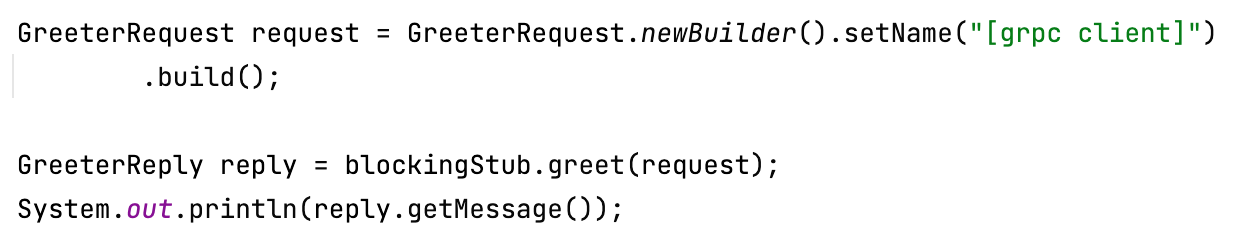 GreeterRequest request = GreeterRequest.newBuilder().setName("[grpc client]")
        .build();

GreeterReply reply = blockingStub.greet(request);
System.out.println(reply.getMessage());